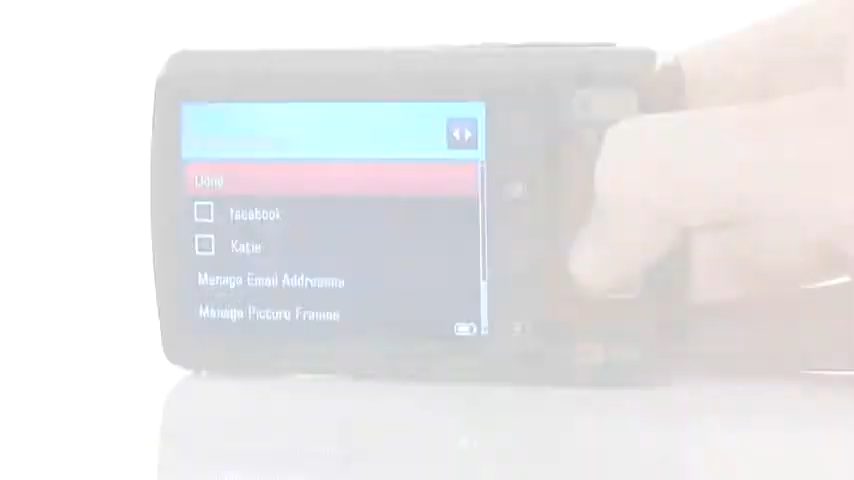 Done
facebook
Katie
Manage Email Addresses
Manage Picture Frames